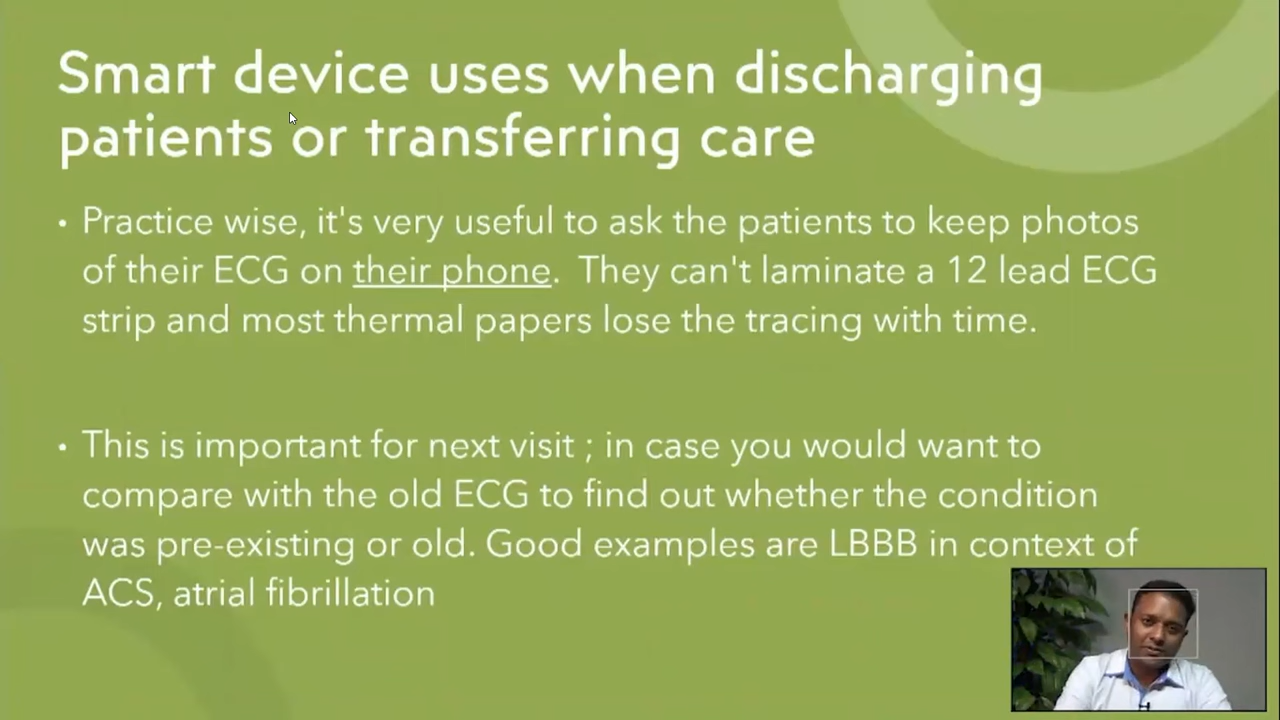 Smart device uses when discharging
patients or transferring care
• Practice wise, it's very useful to ask the patients to keep photos
of their ECG on their phone.  They can't laminate a 12 lead ECG
strip and most thermal papers lose the tracing with time.
• This is important for next visit ; in case you would want to
compare with the old ECG to find out whether the condition
was pre-existing or old. Good examples are LBBB in context of
ACS, atrial fibrillation